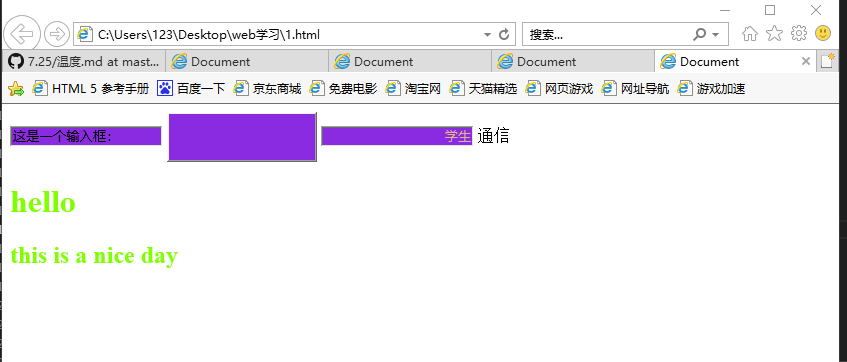 C:\Users\123\Desktop\web学习\1.html
搜索...
7.25/温度.md at mast...
Document
Document
Document
Document
HTML 5 参考手册
百度一下
京东商城
免费电影
淘宝网
天猫精选
网页游戏
网址导航
游戏加速
这是一个输入框：
学生
通信
hello
this is a nice day